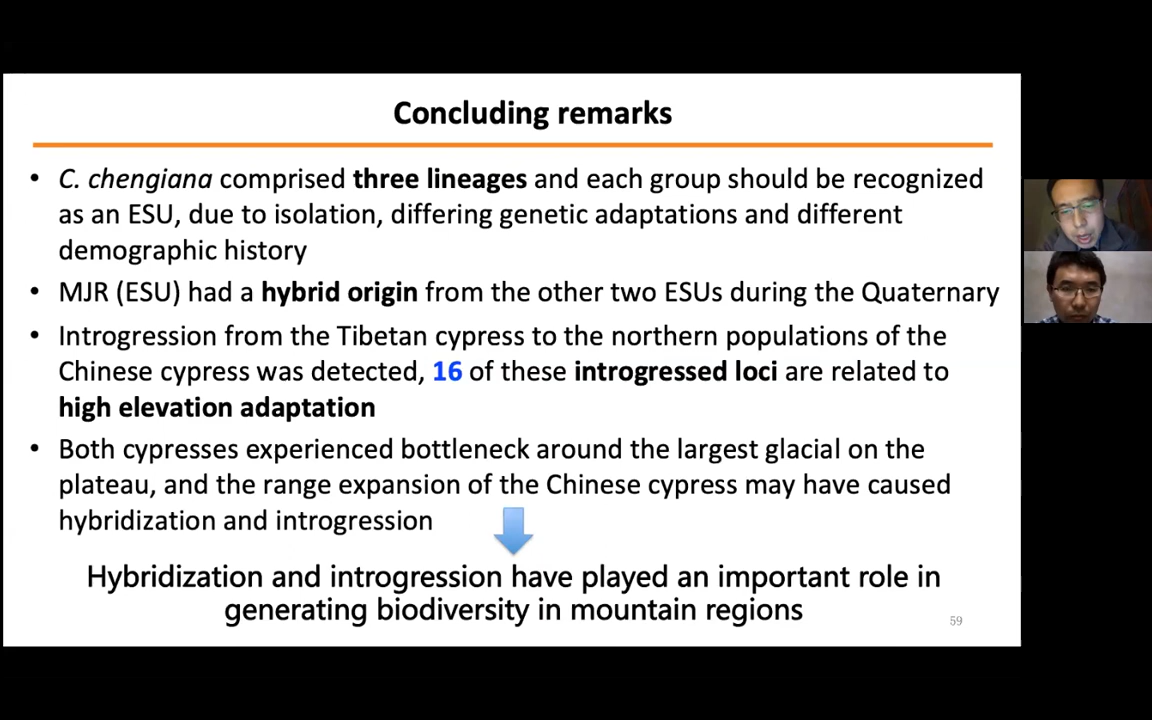 Concluding remarks
• C. chengiana comprised three lineages and each group should be recognized
as an ESU, due to isolation, differing genetic adaptations and different
demographic history
• MJR (ESU) had a hybrid origin from the other two ESUs during the Quaternary
• Introgression from the Tibetan cypress to the northern populations of the
Chinese cypress was detected, 16 of these introgressed loci are related to
high elevation adaptation
• Both cypresses experienced bottleneck around the largest glacial on the
plateau, and the range expansion of the Chinese cypress may have caused
hybridization and introgression
Hybridization and introgression have played an important role in
generating biodiversity in mountain regions
59